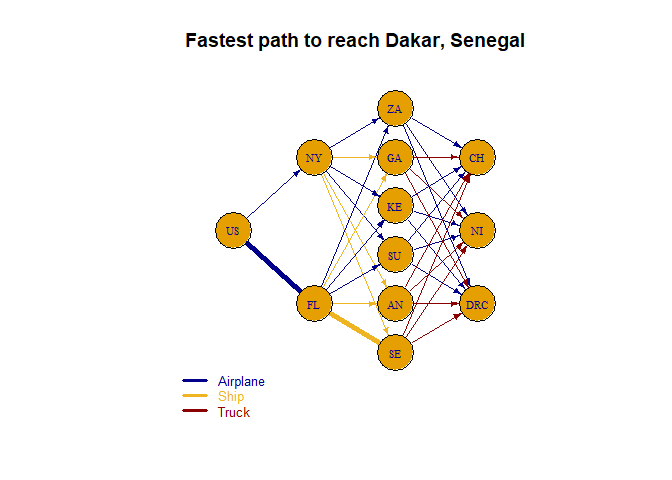 Fastest path to reach Dakar, Senegal
ZA
NY
GA
CH
KE
US
NI
SU
FL
AN
DRC
SE
Airplane
Ship
Truck